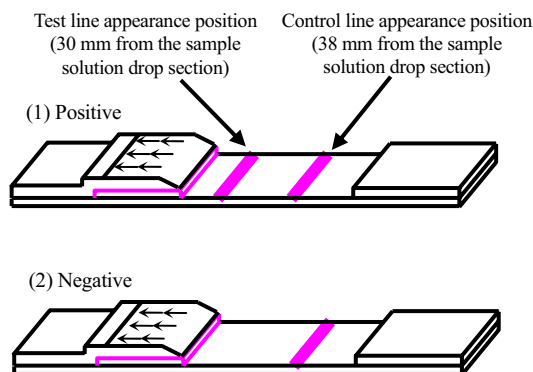 Test line appearance position
(30 mm from the sample
solution drop section)
Control line appearance position
(38 mm from the sample
solution drop section)
(1) Positive
(2) Negative